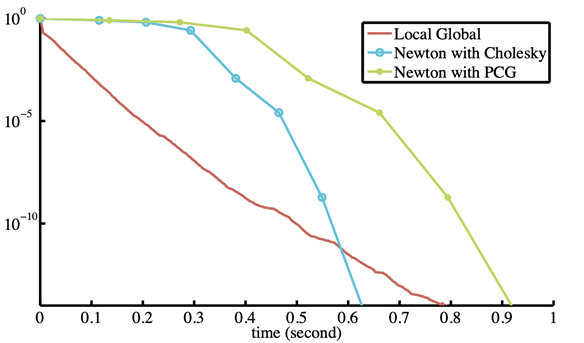 10^0
10^-5
10^-10
Local Global
Newton with Cholesky
Newton with PCG
0 0.1 0.2 0.3 0.4 0.5 0.6 0.7 0.8 0.9 1
time (second)